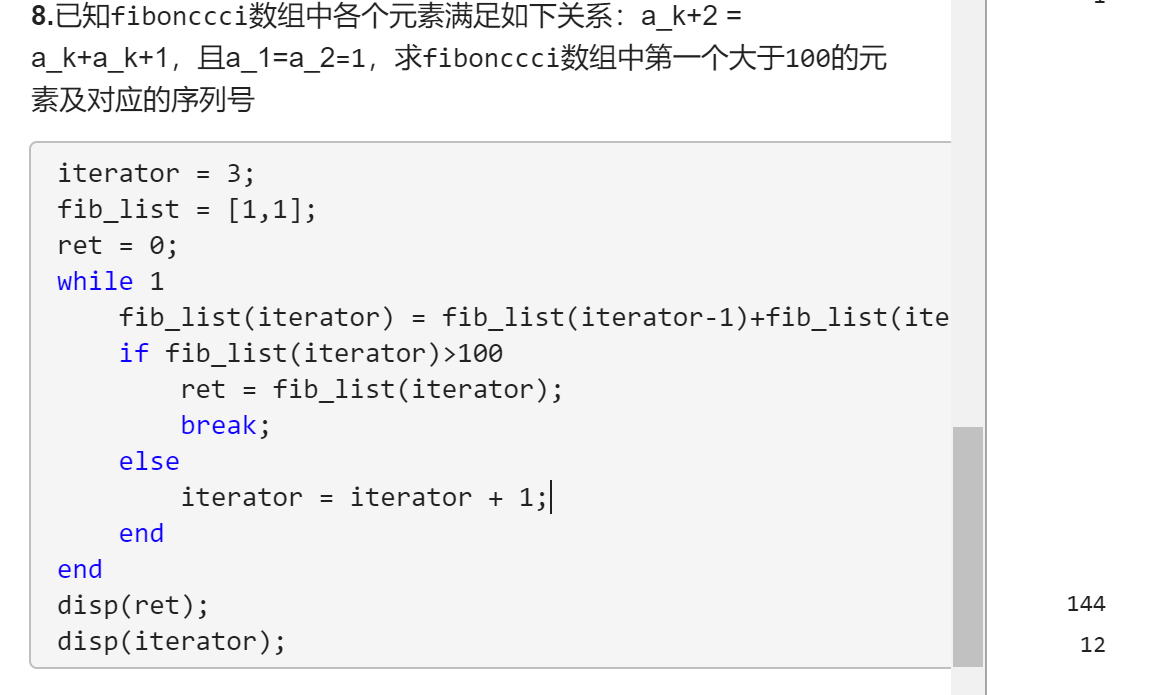 8.已知fibonccci数组中各个元素满足如下关系：a_k+2 =
a_k+a_k+1，且a_1=a_2=1，求fibonccci数组中第一个大于100的元
素及对应的序列号
iterator = 3;
fib_list = [1,1];
ret = 0;
while 1
fib_list(iterator) = fib_list(iterator-1)+fib_list(ite
if fib_list(iterator)>100
ret = fib_list(iterator);
break;
else
iterator = iterator + 1;
end
end
disp(ret);
disp(iterator);
144
12